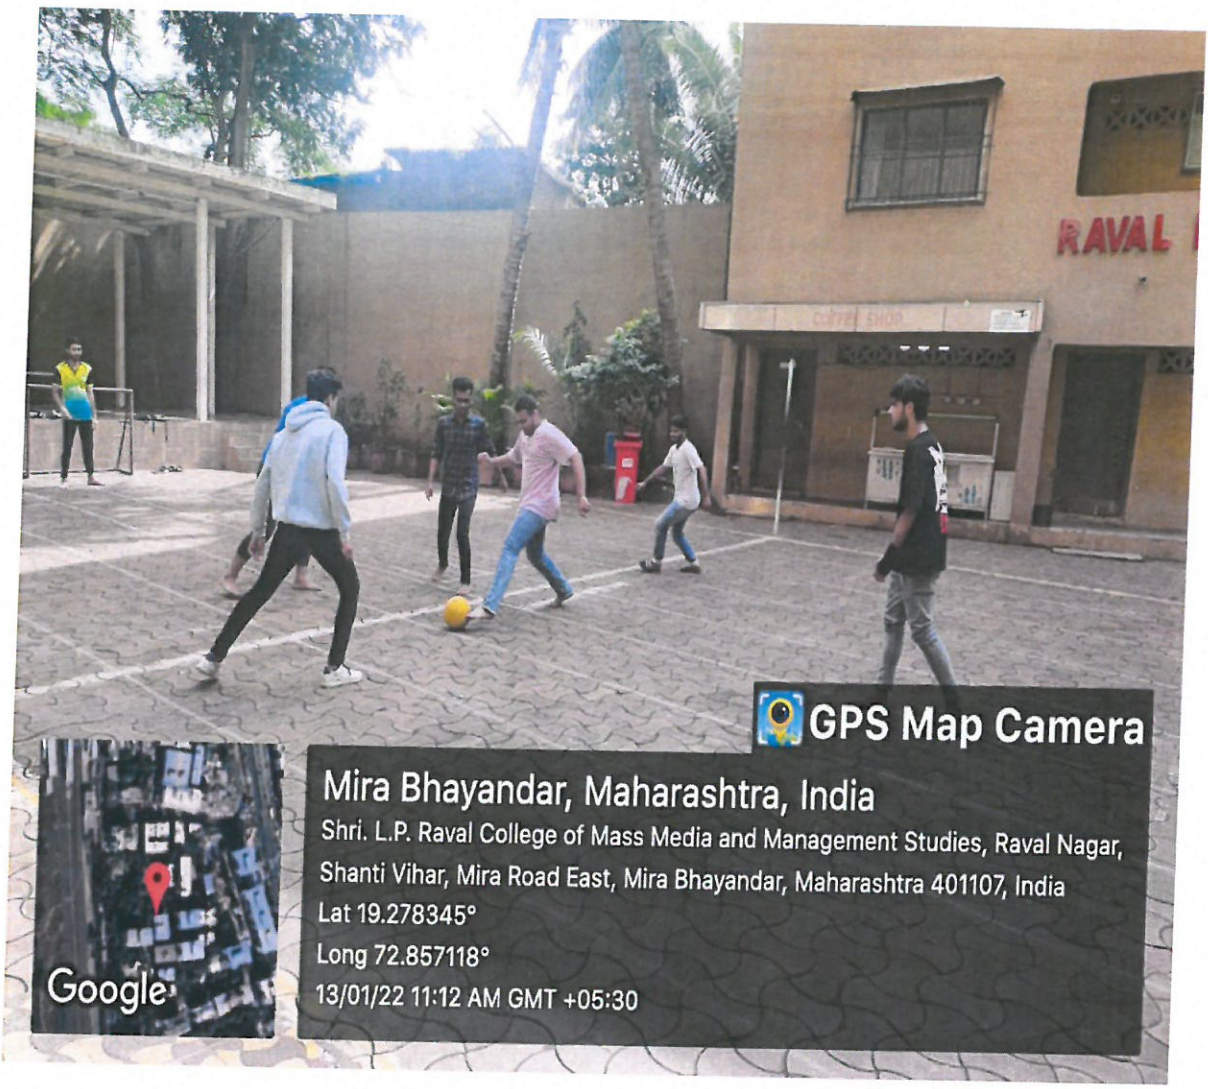 RAVAL
COFFEE SHOP
GPS Map Camera
Mira Bhayandar, Maharashtra, India
Shri. L.P. Raval College of Mass Media and Management Studies, Raval Nagar,
Shanti Vihar, Mira Road East, Mira Bhayandar, Maharashtra 401107, India
Lat 19.278345°
Long 72.857118°
13/01/22 11:12 AM GMT +05:30
Google